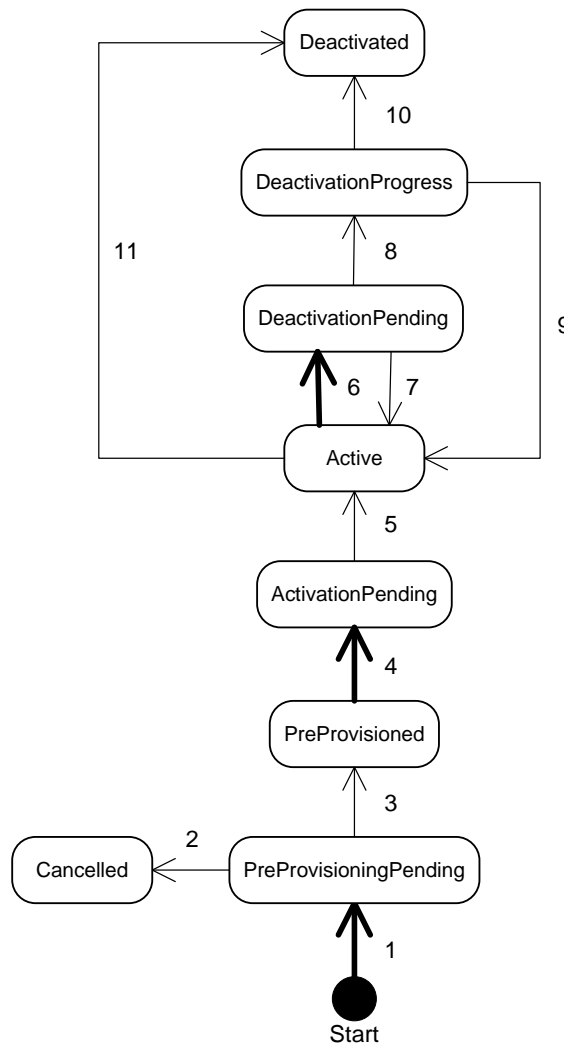 Deactivated
10
DeactivationProgress
11
8
DeactivationPending
9
6
7
Active
5
ActivationPending
4
PreProvisioned
3
2
Cancelled
PreProvisioningPending
1
Start